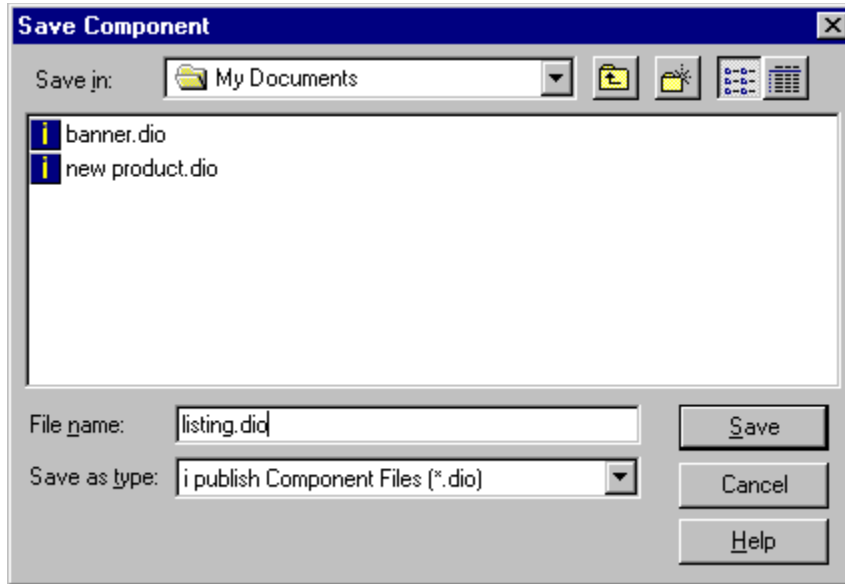 Save Component
Save in: My Documents
banner.dio
new product.dio
File name: listing.dio Save
Save as type: i publish Component Files (*.dio) Cancel
Help